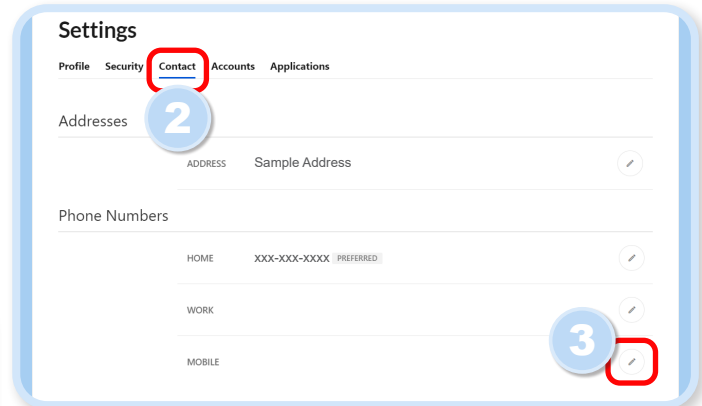 Settings
Profile Security Contact Accounts Applications
2
Addresses
ADDRESS Sample Address
Phone Numbers
HOME XXX-XXX-XXXX PREFERRED
WORK
3
MOBILE